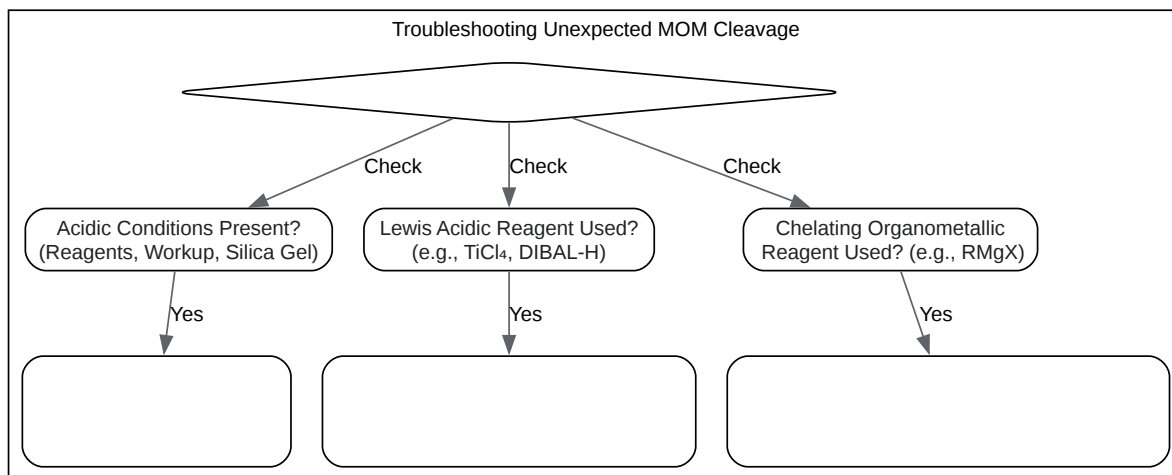 Troubleshooting Unexpected MOM Cleavage
Check
Check
Check
Acidic Conditions Present?
(Reagents, Workup, Silica Gel)
Lewis Acidic Reagent Used?
(e.g., TiCl₄, DIBAL-H)
Chelating Organometallic
Reagent Used? (e.g., RMgX)
Yes
Yes
Yes